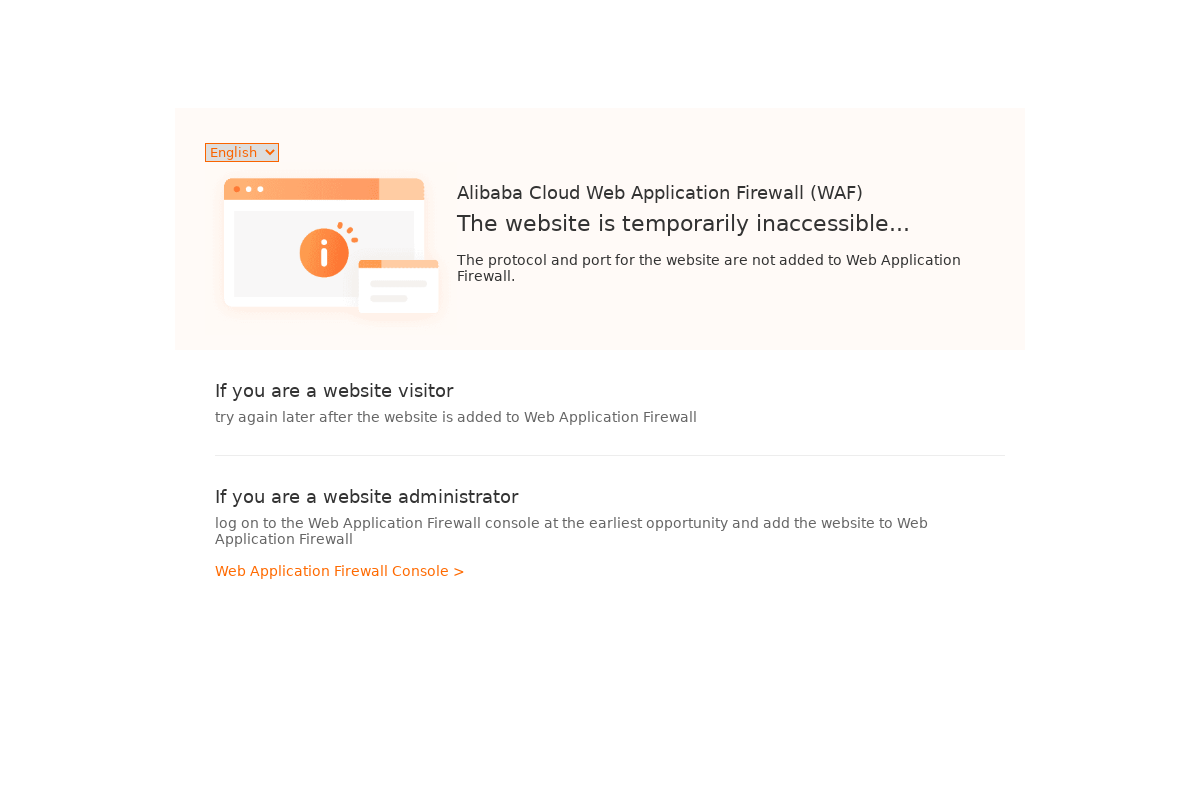 English
Alibaba Cloud Web Application Firewall (WAF)
The website is temporarily inaccessible...
The protocol and port for the website are not added to Web Application
Firewall.
If you are a website visitor
try again later after the website is added to Web Application Firewall
If you are a website administrator
log on to the Web Application Firewall console at the earliest opportunity and add the website to Web
Application Firewall
Web Application Firewall Console >